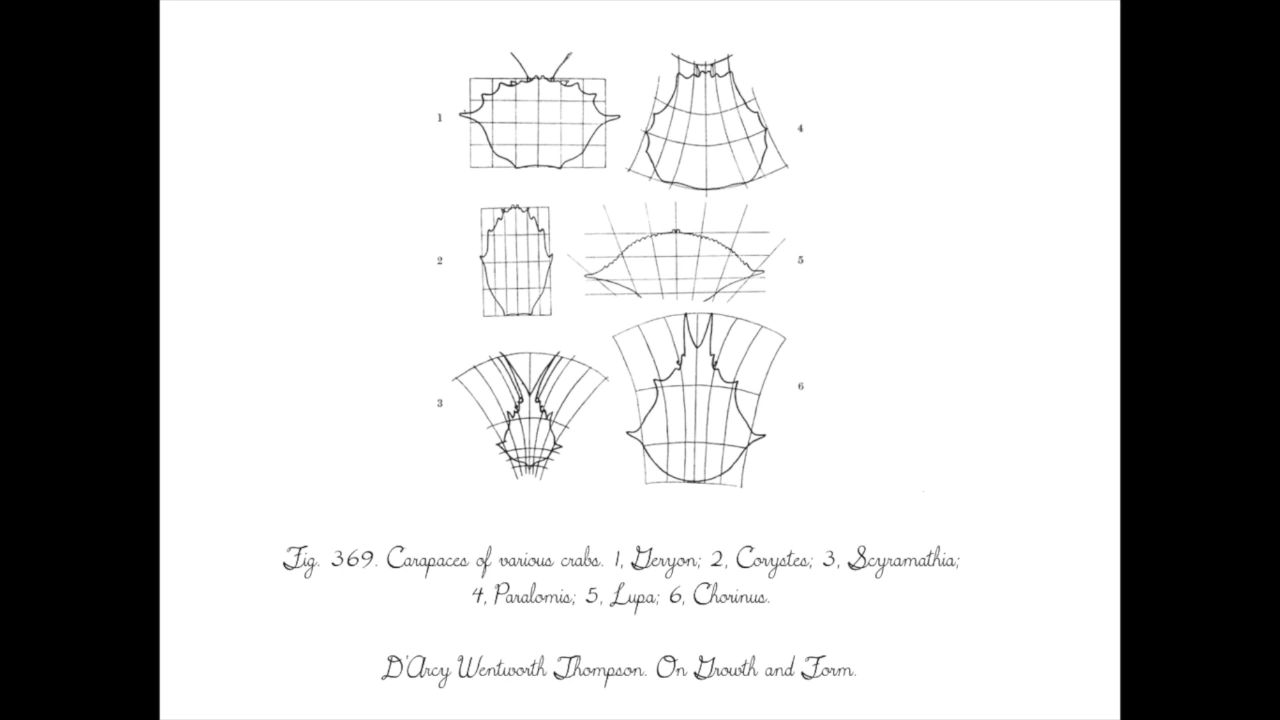 1
4
2
5
3
6
Fig. 369. Carapaces of various crabs. 1, Geryon; 2, Corystes; 3, Scyramathia;
4, Paralomis; 5, Lupa; 6, Chorinus.
D'Arcy Wentworth Thompson. On Growth and Form.